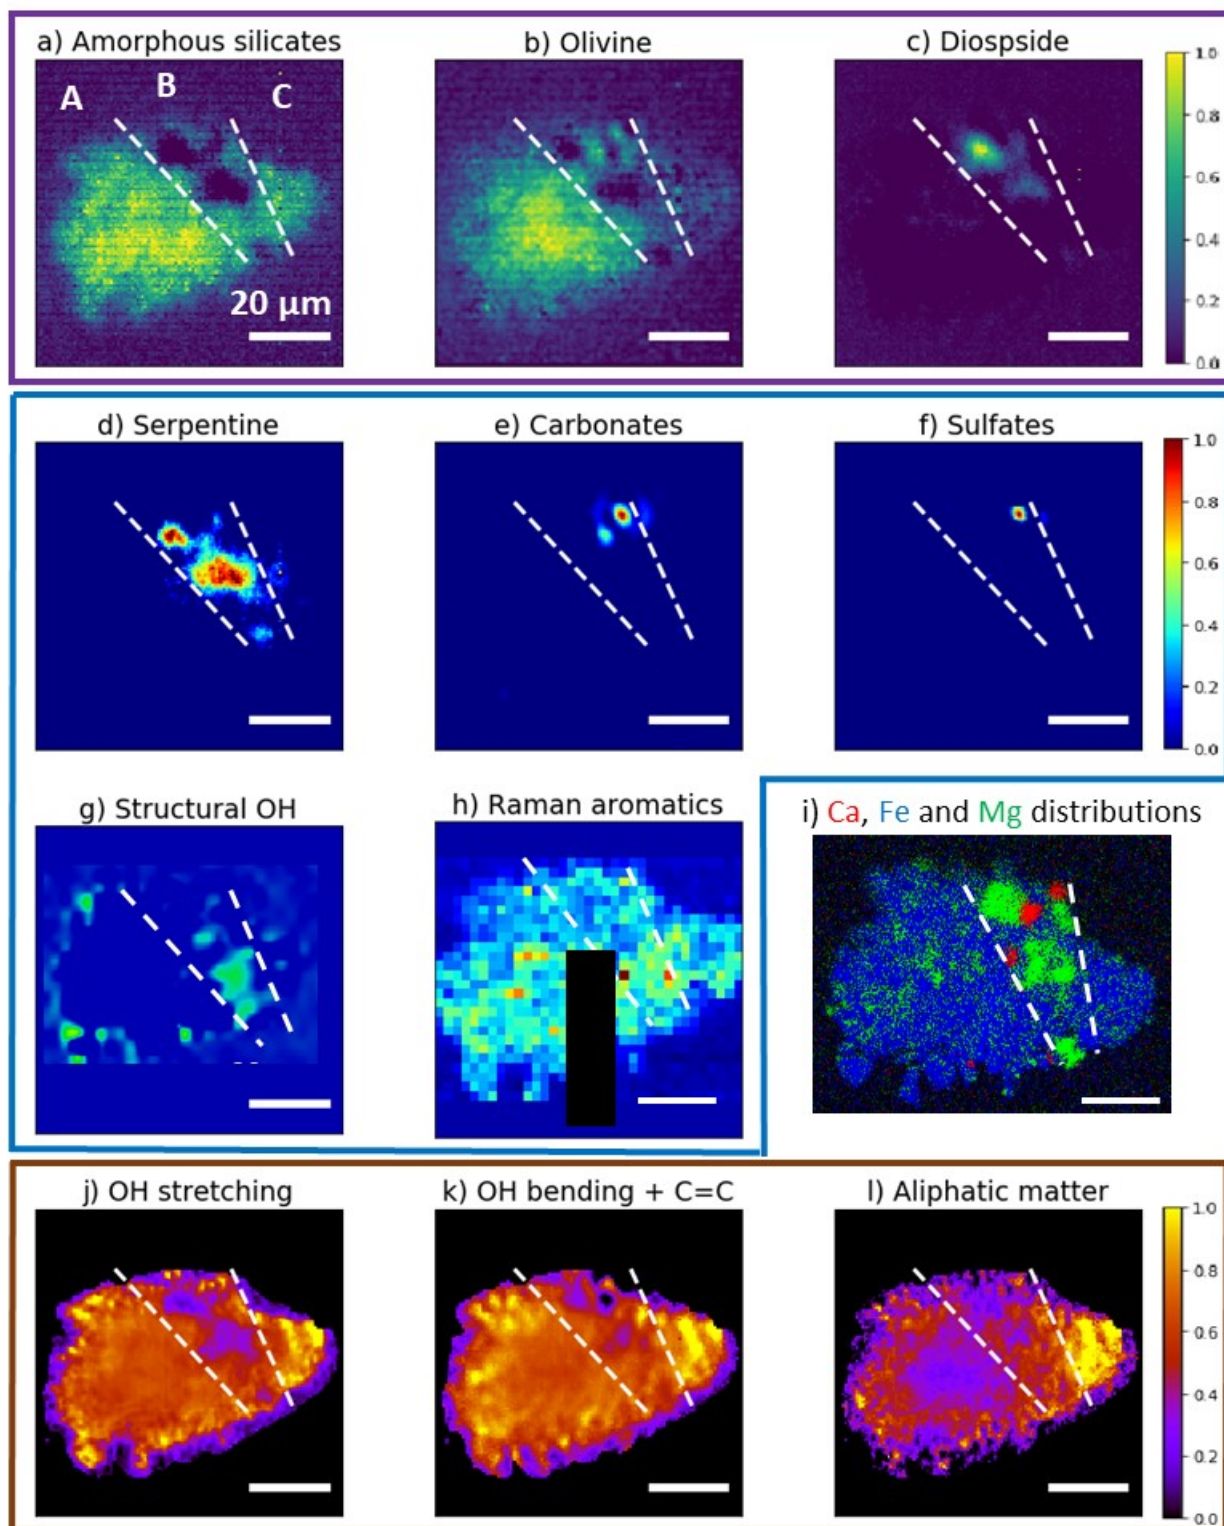 a) Amorphous silicates
b) Olivine
c) Diospside
A
B
C
20 µm
1.0
0.8
0.6
0.4
0.2
0.0
d) Serpentine
e) Carbonates
f) Sulfates
1.0
0.8
0.6
0.4
0.2
0.0
g) Structural OH
h) Raman aromatics
i) Ca, Fe and Mg distributions
j) OH stretching
k) OH bending + C=C
l) Aliphatic matter
1.0
0.8
0.6
0.4
0.2
0.0